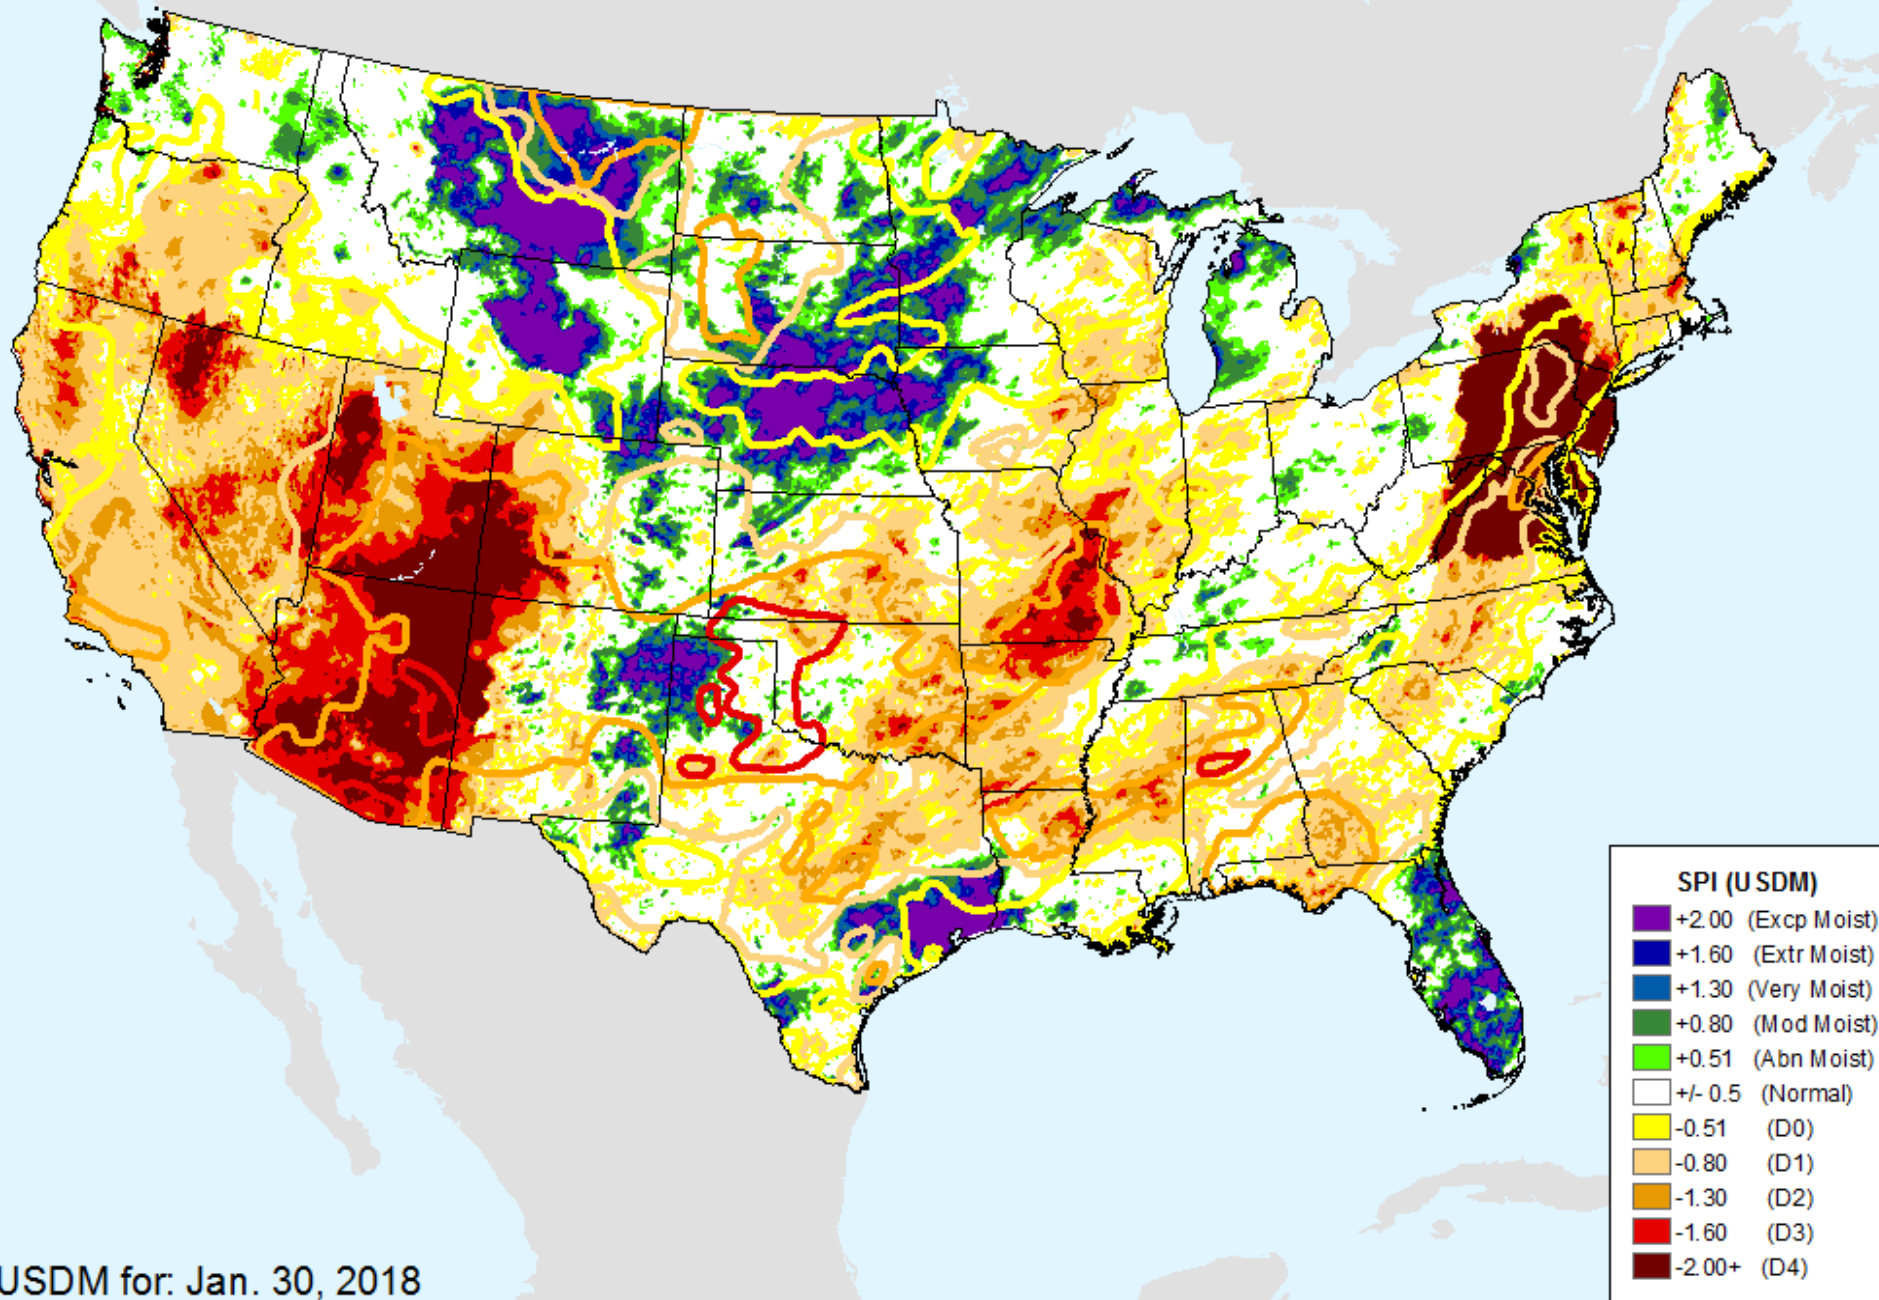 SPI (USDM)
+2.00 (Excp Moist)
+1.60 (Extr Moist)
+1.30 (Very Moist)
+0.80 (Mod Moist)
+0.51 (Abn Moist)
+/- 0.5 (Normal)
-0.51 (D0)
-0.80 (D1)
-1.30 (D2)
-1.60 (D3)
-2.00+ (D4)
USDM for: Jan. 30, 2018